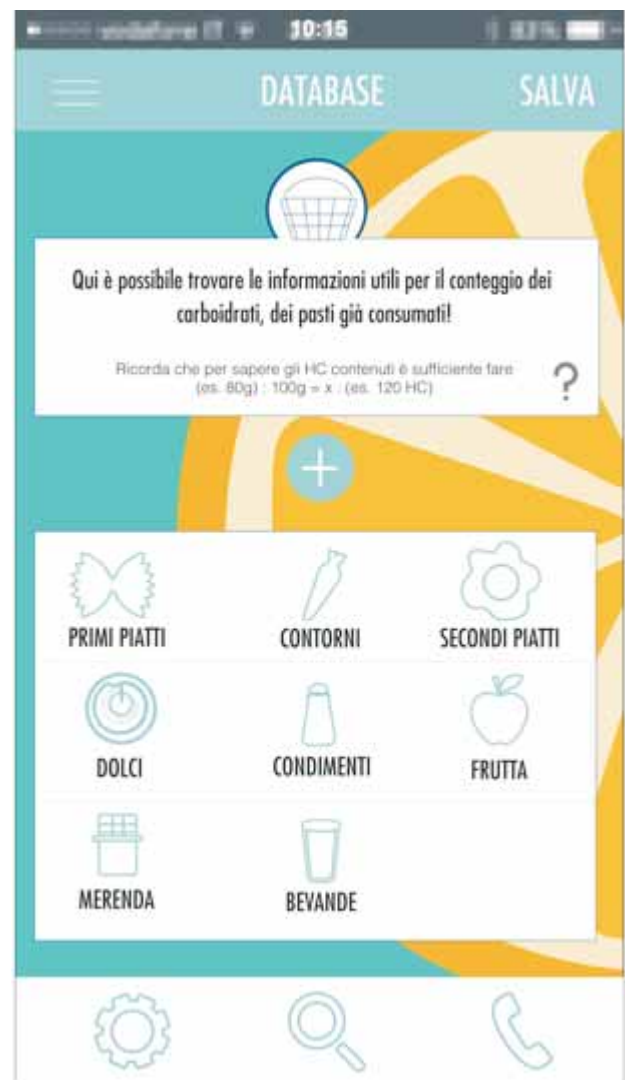 10:15
DATABASE
SALVA
Qui è possibile trovare le informazioni utili per il conteggio dei
carboidrati, dei pasti già consumati!
Ricorda che per sapere gli HC contenuti è sufficiente fare
(es. 80g) : 100g = x : (es. 120 HC)
?
PRIMI PIATTI
CONTORNI
SECONDI PIATTI
DOLCI
CONDIMENTI
FRUTTA
MERENDA
BEVANDE